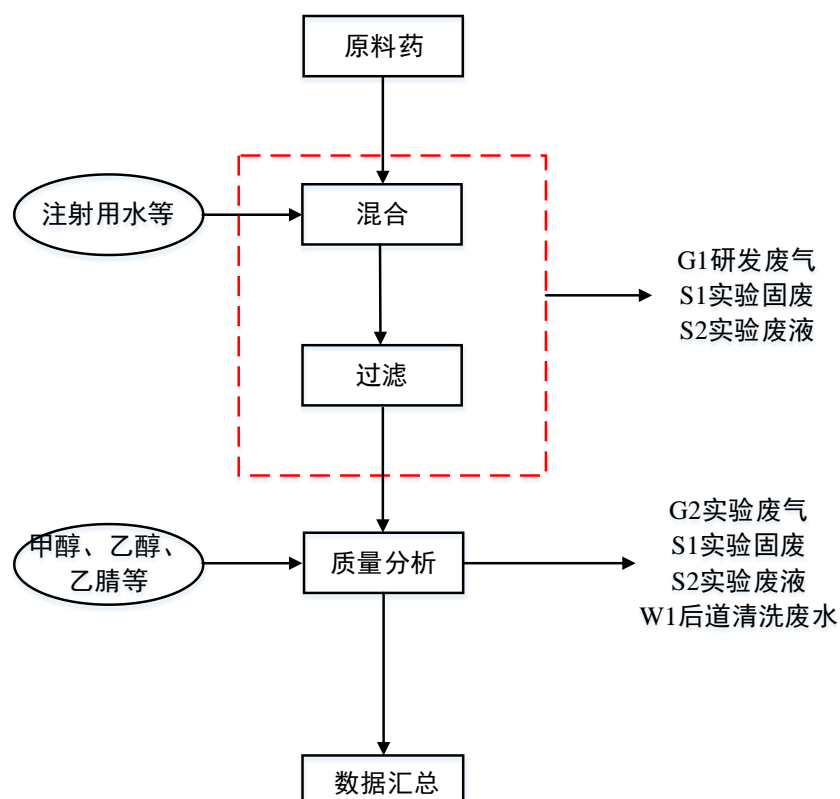 原料药
注射用水等
混合
G1研发废气
S1实验固废
S2实验废液
过滤
甲醇、乙醇、
乙腈等
质量分析
G2实验废气
S1实验固废
S2实验废液
W1后道清洗废水
数据汇总